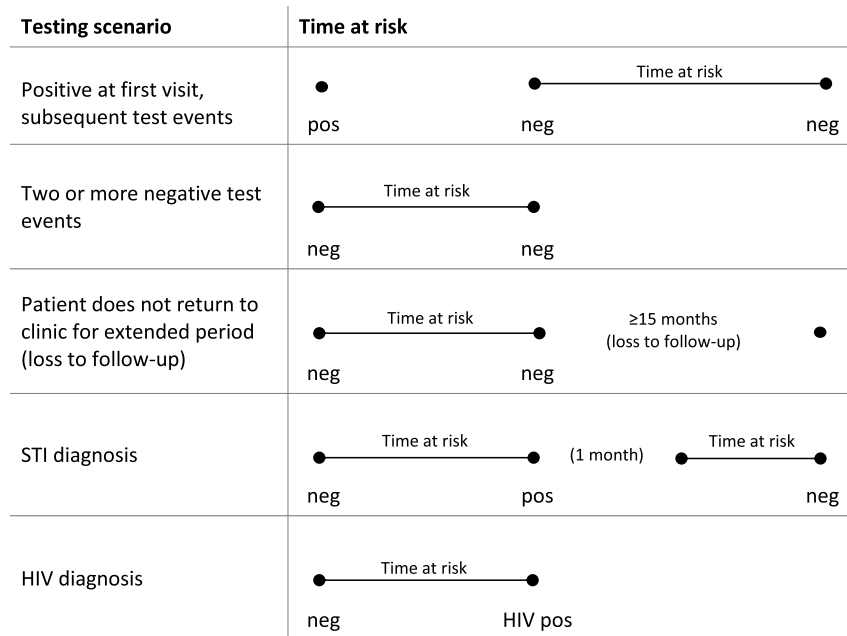 Testing scenario
Time at risk
Positive at first visit,
subsequent test events
Time at risk
pos
neg
neg
Two or more negative test
events
Time at risk
neg
neg
Patient does not return to
clinic for extended period
(loss to follow-up)
Time at risk
≥15 months
(loss to follow-up)
neg
neg
STI diagnosis
Time at risk
(1 month)
Time at risk
neg
pos
neg
HIV diagnosis
Time at risk
neg
HIV pos